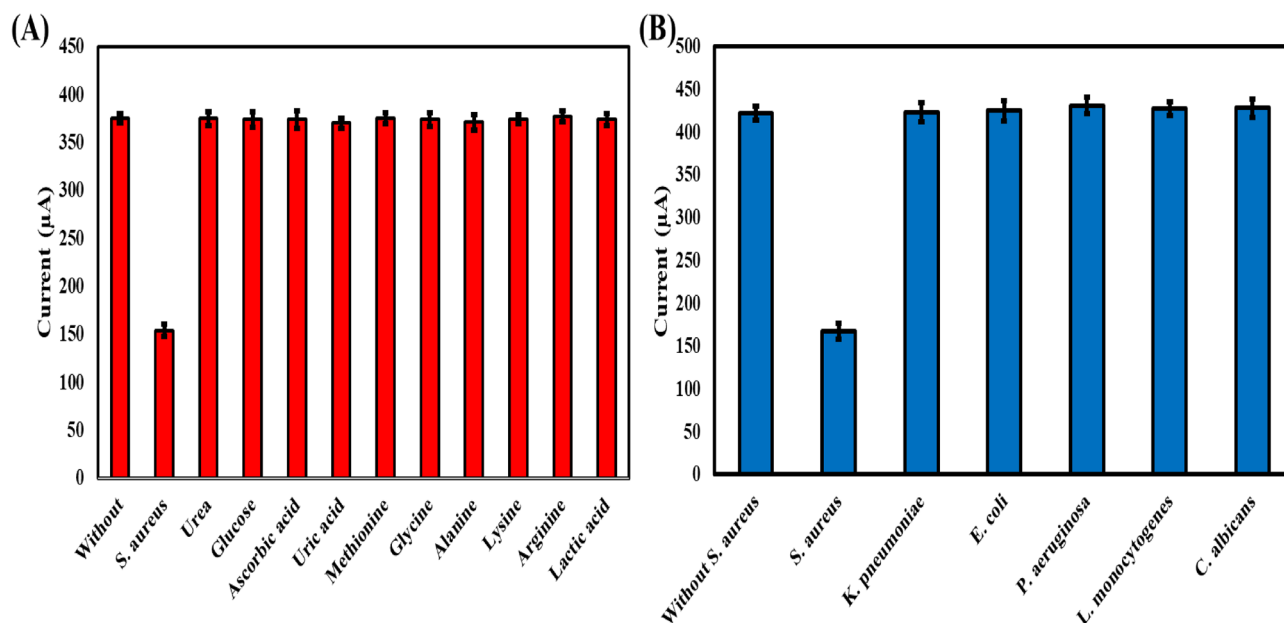 (A)
450
400
350
300
250
200
150
100
50
0
Current (µA)
Without
S. aureus
Urea
Glucose
Ascorbic acid
Uric acid
Methionine
Glycine
Alanine
Lysine
Arginine
Lactic acid
(B)
500
450
400
350
300
250
200
150
100
50
0
Current (µA)
Without S. aureus
S. aureus
K. pneumoniae
E. coli
P. aeruginosa
L. monocytogenes
C. albicans